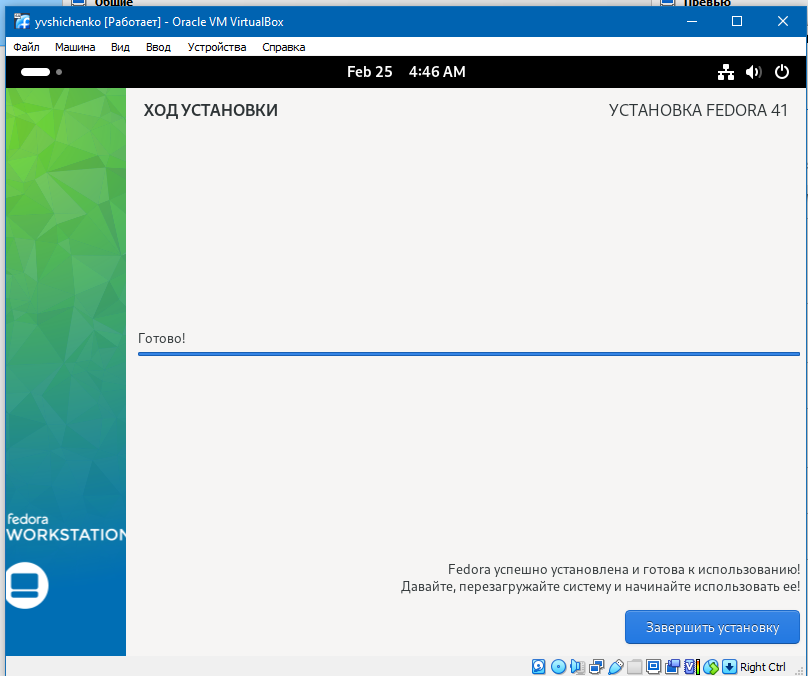 Общие
Превью
yvshichenko [Работает] - Oracle VM VirtualBox
Файл Машина Вид Ввод Устройства Справка
Feb 25 4:46 AM
ХОД УСТАНОВКИ
УСТАНОВКА FEDORA 41
Готово!
fedora
WORKSTATION
Fedora успешно установлена и готова к использованию!
Давайте, перезагружайте систему и начинайте использовать ее!
Завершить установку
Right Ctrl